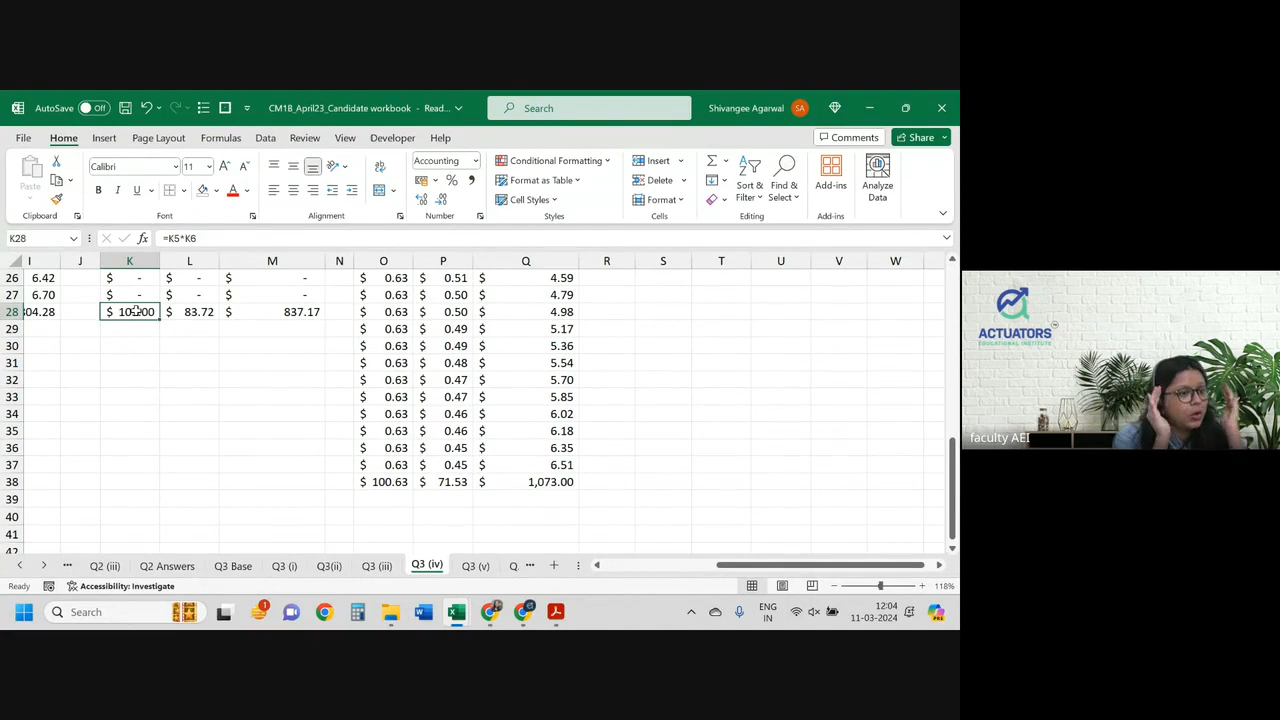 AutoSave Off CM1B_April23_Candidate workbook - Read... Search Shivangee Agarwal SA
File Home Insert Page Layout Formulas Data Review View Developer Help Comments Share
Paste Calibri 11 A A ab Accounting Conditional Formatting Insert
B I U A % Format as Table Delete Sort & Filter Find & Select Add-ins Analyze Data
Cell Styles Format
Clipboard Font Alignment Number Styles Cells Editing Add-ins
K28 fx =K5*K6
I J K L M N O P Q R S T U V W
26 6.42 $ - $ - $ - $ 0.63 $ 0.51 $ 4.59
27 6.70 $ - $ - $ - $ 0.63 $ 0.50 $ 4.79
28 04.28 $ 83.72 $ 837.17 $ 0.63 $ 0.50 $ 4.98
29 $ 0.63 $ 0.49 $ 5.17
30 $ 0.63 $ 0.49 $ 5.36
31 $ 0.63 $ 0.48 $ 5.54
32 $ 0.63 $ 0.47 $ 5.70
33 $ 0.63 $ 0.47 $ 5.85
34 $ 0.63 $ 0.46 $ 6.02
35 $ 0.63 $ 0.46 $ 6.18
36 $ 0.63 $ 0.45 $ 6.35
37 $ 0.63 $ 0.45 $ 6.51
38 $ 100.63 $ 71.53 $ 1,073.00
39
40
41
42
... Q2 (iii) Q2 Answers Q3 Base Q3 (i) Q3(ii) Q3 (iii) Q3 (iv) Q3 (v) Q. ...
Ready Accessibility: Investigate 118%
Search 1 ENG IN 12:04 11-03-2024
ACTUATORS
EDUCATIONAL INSTITUTE
faculty AEI